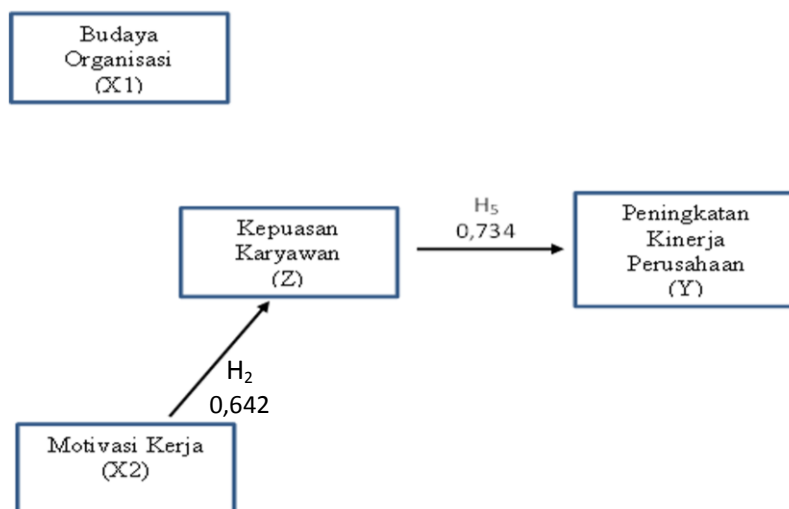 Budaya
Organisasi
(X1)
Kepuasan
Karyawan
(Z)
H₅
0,734
Peningkatan
Kinerja
Perusahaan
(Y)
H₂
0,642
Motivasi Kerja
(X2)